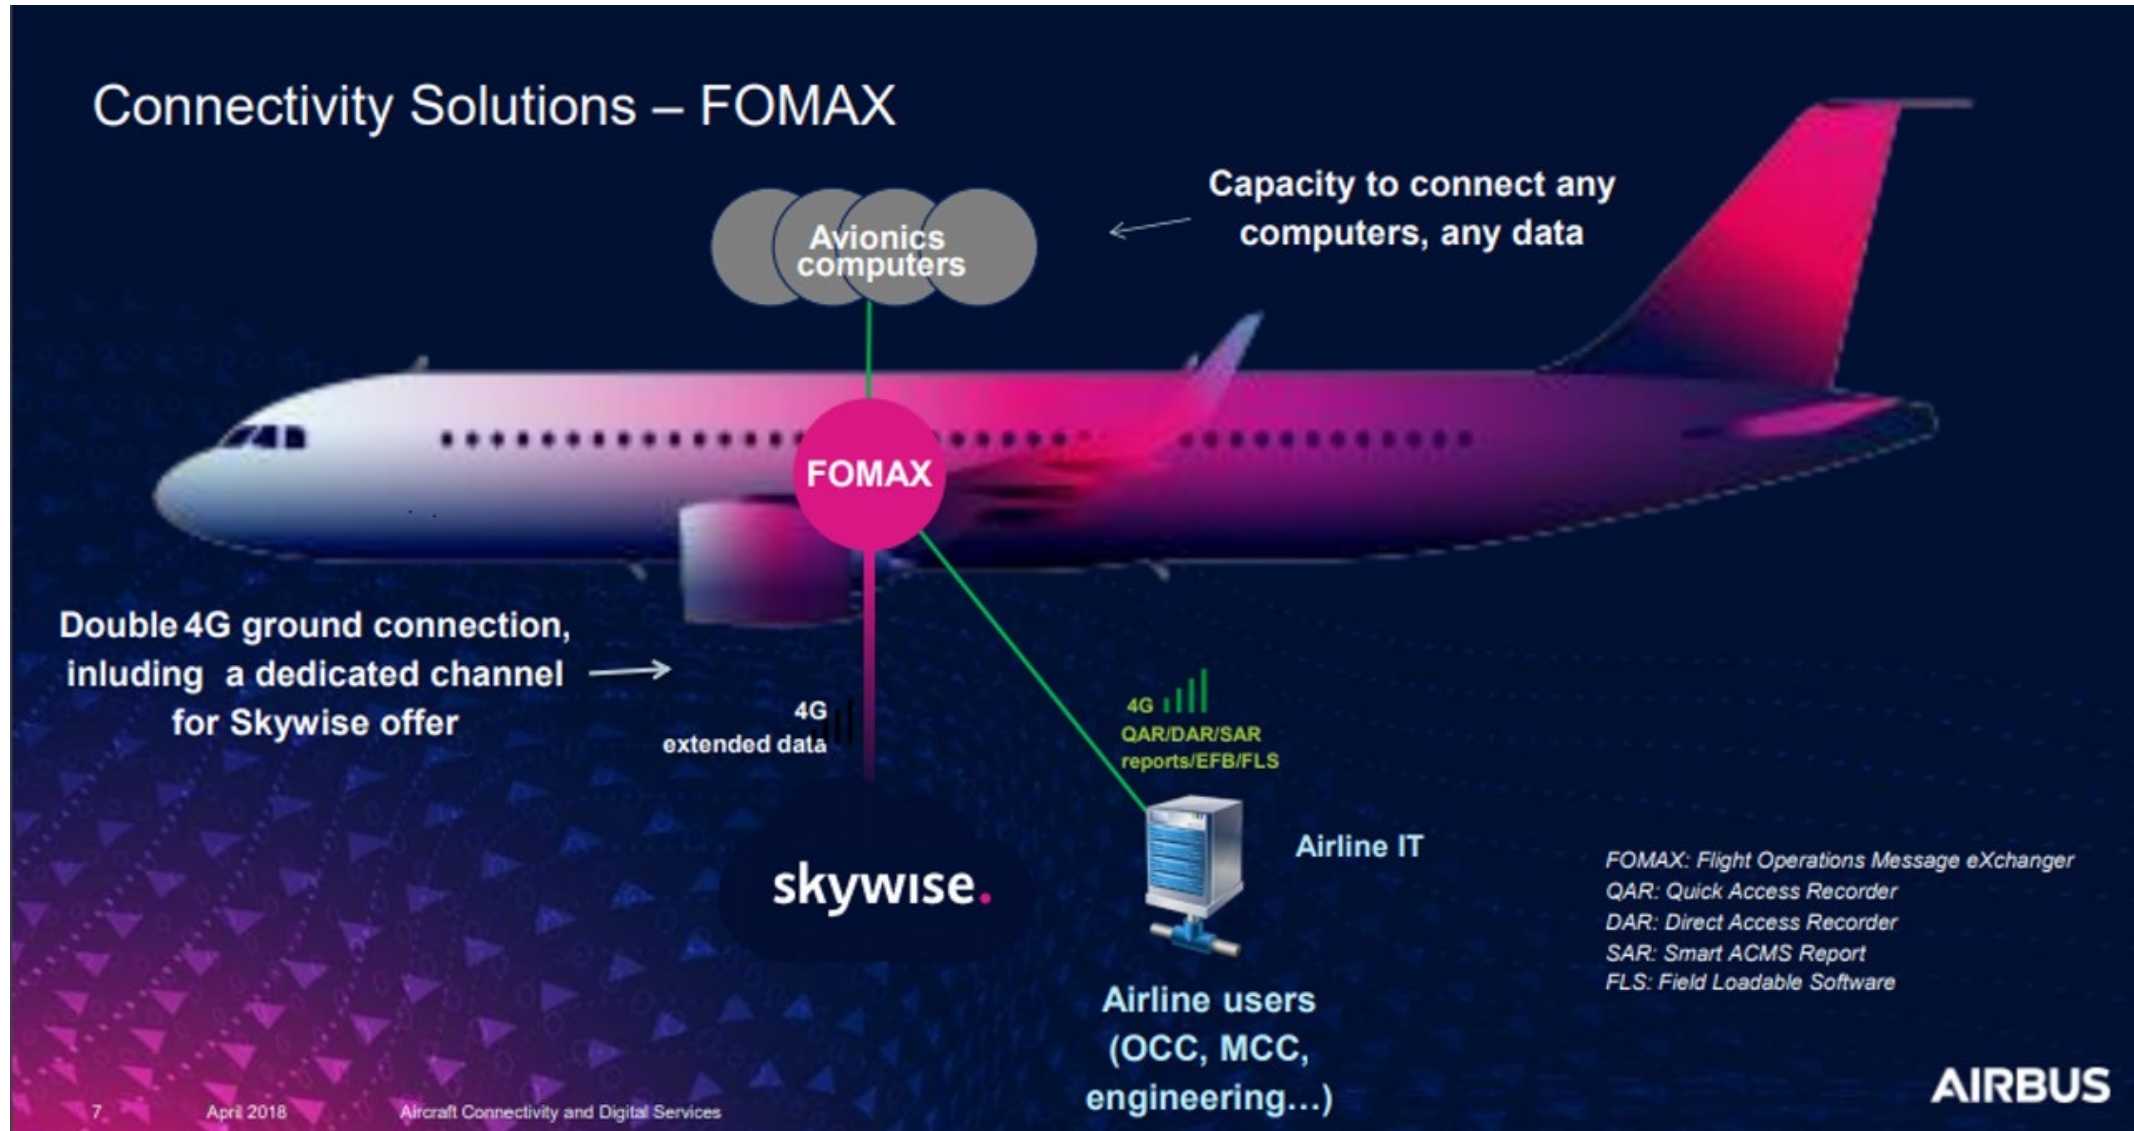 Connectivity Solutions – FOMAX
Avionics
computers
Capacity to connect any
computers, any data
FOMAX
Double 4G ground connection,
inluding a dedicated channel
for Skywise offer
4G
extended data
4G
QAR/DAR/SAR
reports/EFB/FLS
skywise.
Airline IT
Airline users
(OCC, MCC,
engineering...)
FOMAX: Flight Operations Message eXchanger
QAR: Quick Access Recorder
DAR: Direct Access Recorder
SAR: Smart ACMS Report
FLS: Field Loadable Software
7
April 2018
Aircraft Connectivity and Digital Services
AIRBUS